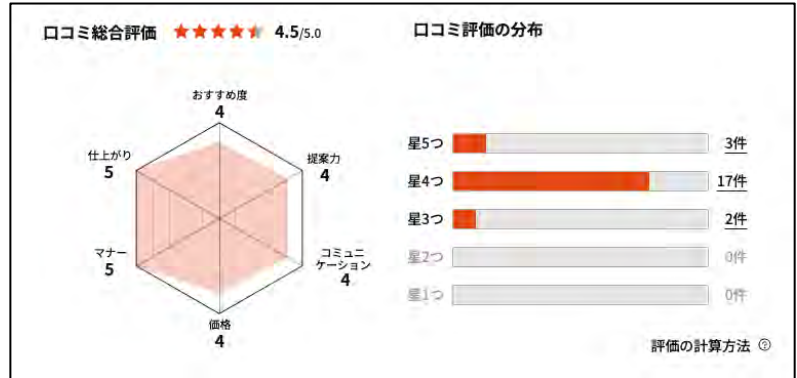 口コミ総合評価 ★★★★★ 4.5/5.0
おすすめ度
4
提案力
4
コミュニ
ケーション
4
価格
4
マナー
5
仕上がり
5
口コミ評価の分布
星5つ 3件
星4つ 17件
星3つ 2件
星2つ 0件
星1つ 0件
評価の計算方法 ?